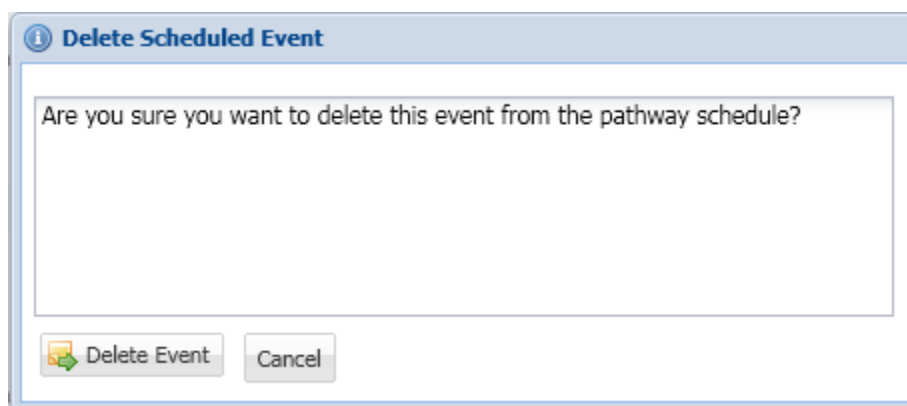 Delete Scheduled Event
Are you sure you want to delete this event from the pathway schedule?
Delete Event
Cancel